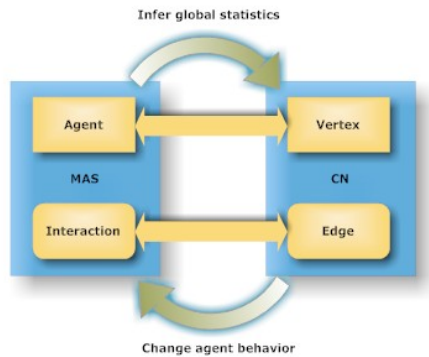 Infer global statistics
Agent
Vertex
MAS
CN
Interaction
Edge
Change agent behavior